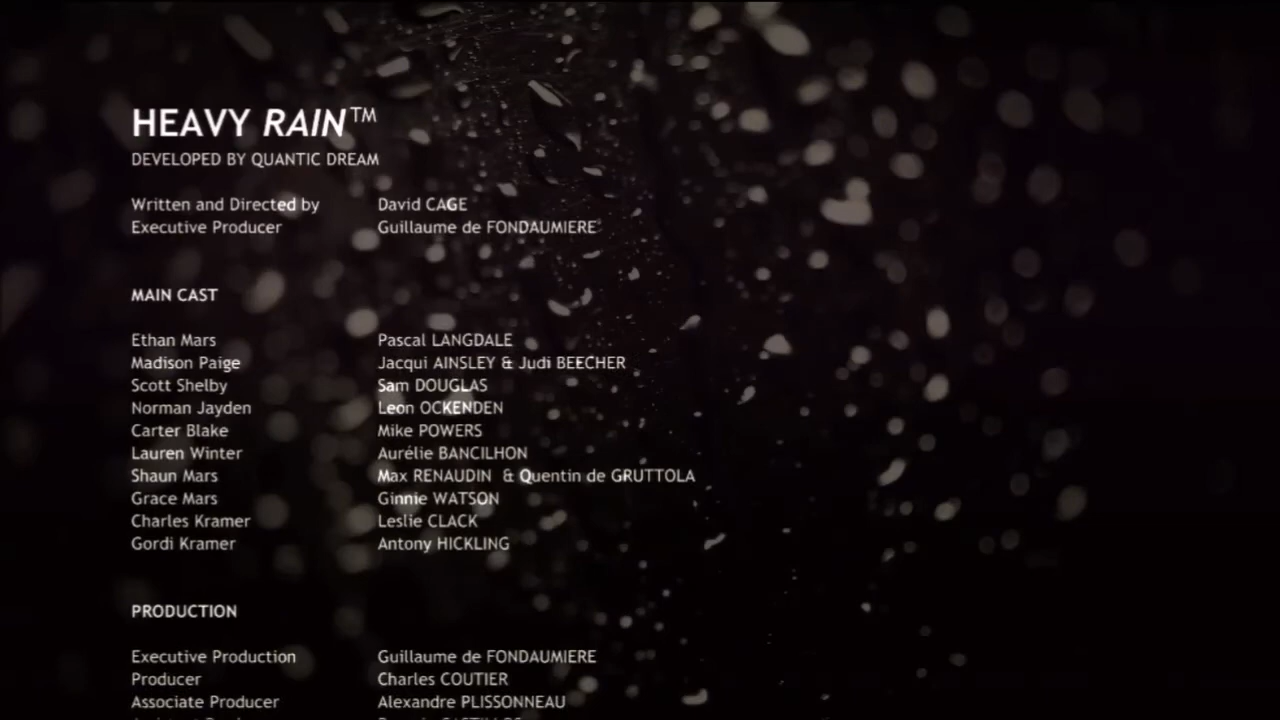 HEAVY RAIN™
DEVELOPED BY QUANTIC DREAM
Written and Directed by David CAGE
Executive Producer Guillaume de FONDAUMIERE
MAIN CAST
Ethan Mars Pascal LANGDALE
Madison Paige Jacqui AINSLEY & Judi BEECHER
Scott Shelby Sam DOUGLAS
Norman Jayden Leon OCKENDEN
Carter Blake Mike POWERS
Lauren Winter Aurélie BANCILHON
Shaun Mars Max RENAUDIN & Quentin de GRUTTOLA
Grace Mars Ginnie WATSON
Charles Kramer Leslie CLACK
Gordi Kramer Antony HICKLING
PRODUCTION
Executive Production Guillaume de FONDAUMIERE
Producer Charles COUTIER
Associate Producer Alexandre PLISSONNEAU